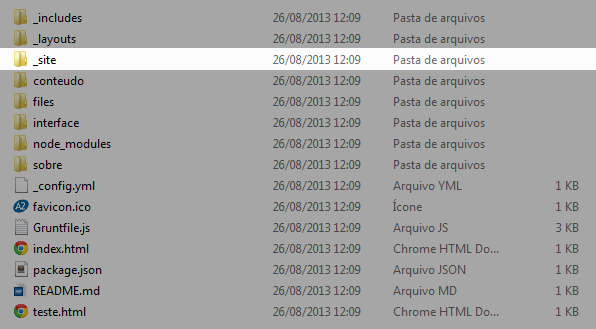 _includes 26/08/2013 12:09 Pasta de arquivos
_layouts 26/08/2013 12:09 Pasta de arquivos
_site 26/08/2013 12:09 Pasta de arquivos
conteudo 26/08/2013 12:09 Pasta de arquivos
files 26/08/2013 12:09 Pasta de arquivos
interface 26/08/2013 12:09 Pasta de arquivos
node_modules 26/08/2013 12:09 Pasta de arquivos
sobre 26/08/2013 12:09 Pasta de arquivos
_config.yml 26/08/2013 12:09 Arquivo YML 1 KB
A2 favicon.ico 26/08/2013 12:09 Ícone 1 KB
Gruntfile.js 26/08/2013 12:09 Arquivo JS 3 KB
index.html 26/08/2013 12:09 Chrome HTML Do... 1 KB
package.json 26/08/2013 12:09 Arquivo JSON 1 KB
README.md 26/08/2013 12:09 Arquivo MD 1 KB
teste.html 26/08/2013 12:09 Chrome HTML Do... 1 KB